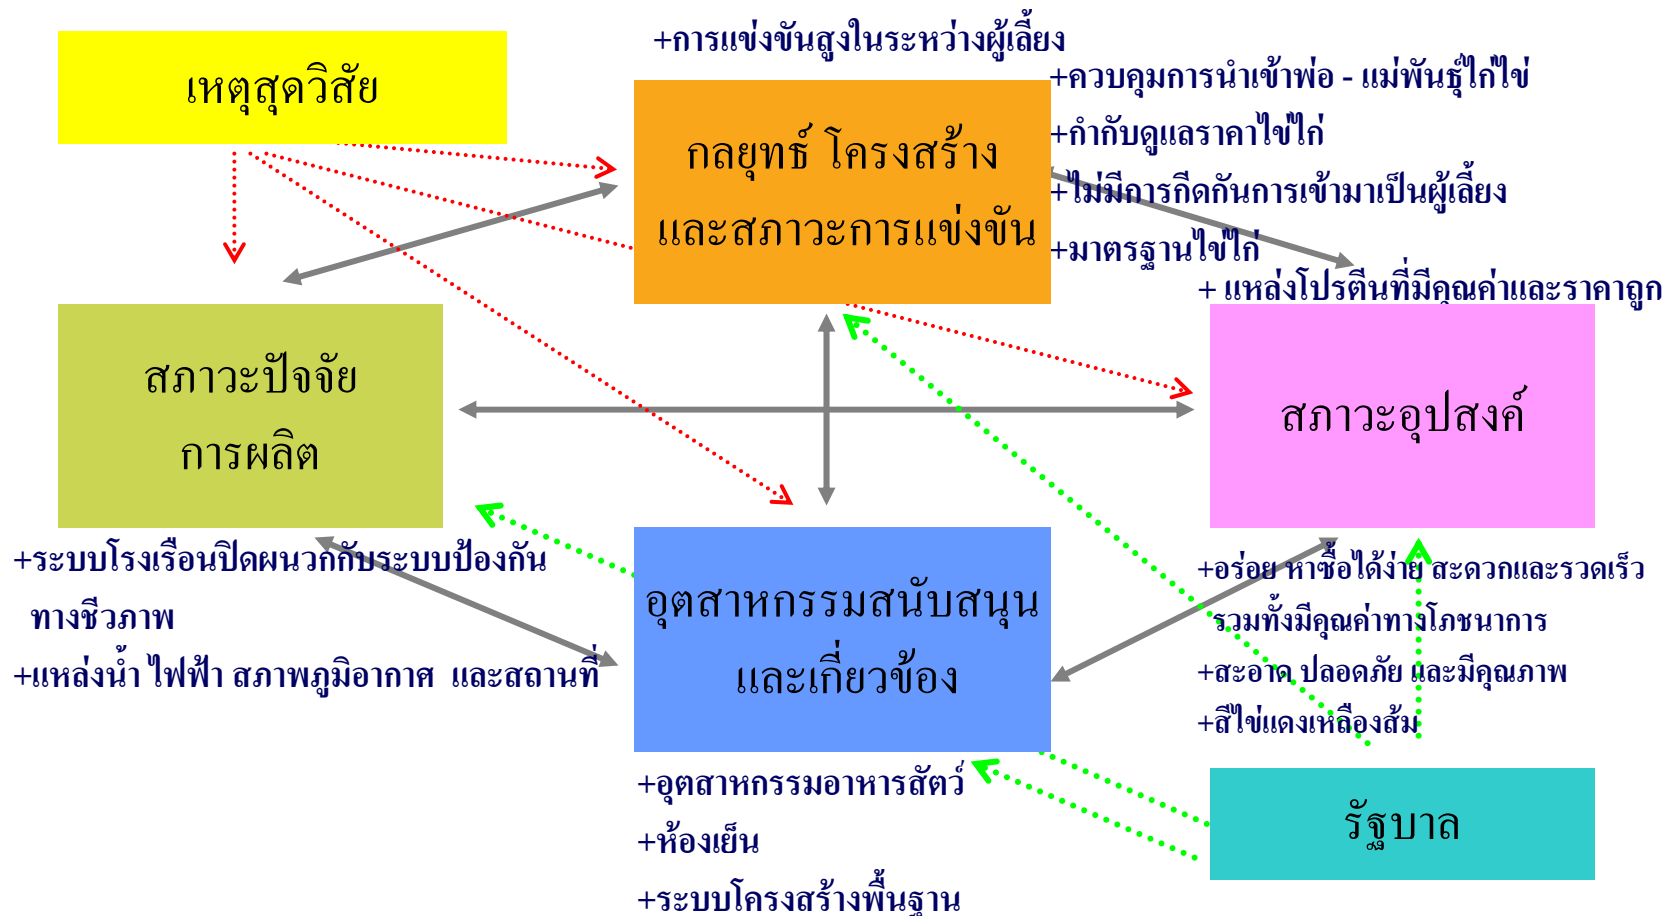 +การแข่งขันสูงในระหว่างผู้เลี้ยง
เหตุสุดวิสัย
กลยุทธ์ โครงสร้าง
และสภาวะการแข่งขัน
+ควบคุมการนำเข้าพ่อ - แม่พันธุ์ไก่ไข่
+กำกับดูแลราคาไข่ไก่
+ไม่มีการกีดกันการเข้ามาเป็นผู้เลี้ยง
+มาตรฐานไข่ไก่
+ แหล่งโปรตีนที่มีคุณค่าและราคาถูก
สภาวะปัจจัย
การผลิต
สภาวะอุปสงค์
+ระบบโรงเรือนปิดผนวกกับระบบป้องกัน
ทางชีวภาพ
+แหล่งน้ำ ไฟฟ้า สภาพภูมิอากาศ และสถานที่
อุตสาหกรรมสนับสนุน
และเกี่ยวข้อง
+อร่อย หาซื้อได้ง่าย สะดวกและรวดเร็ว
รวมทั้งมีคุณค่าทางโภชนาการ
+สะอาด ปลอดภัย และมีคุณภาพ
+สีไข่แดงเหลืองส้ม
+อุตสาหกรรมอาหารสัตว์
+ห้องเย็น
+ระบบโครงสร้างพื้นฐาน
รัฐบาล